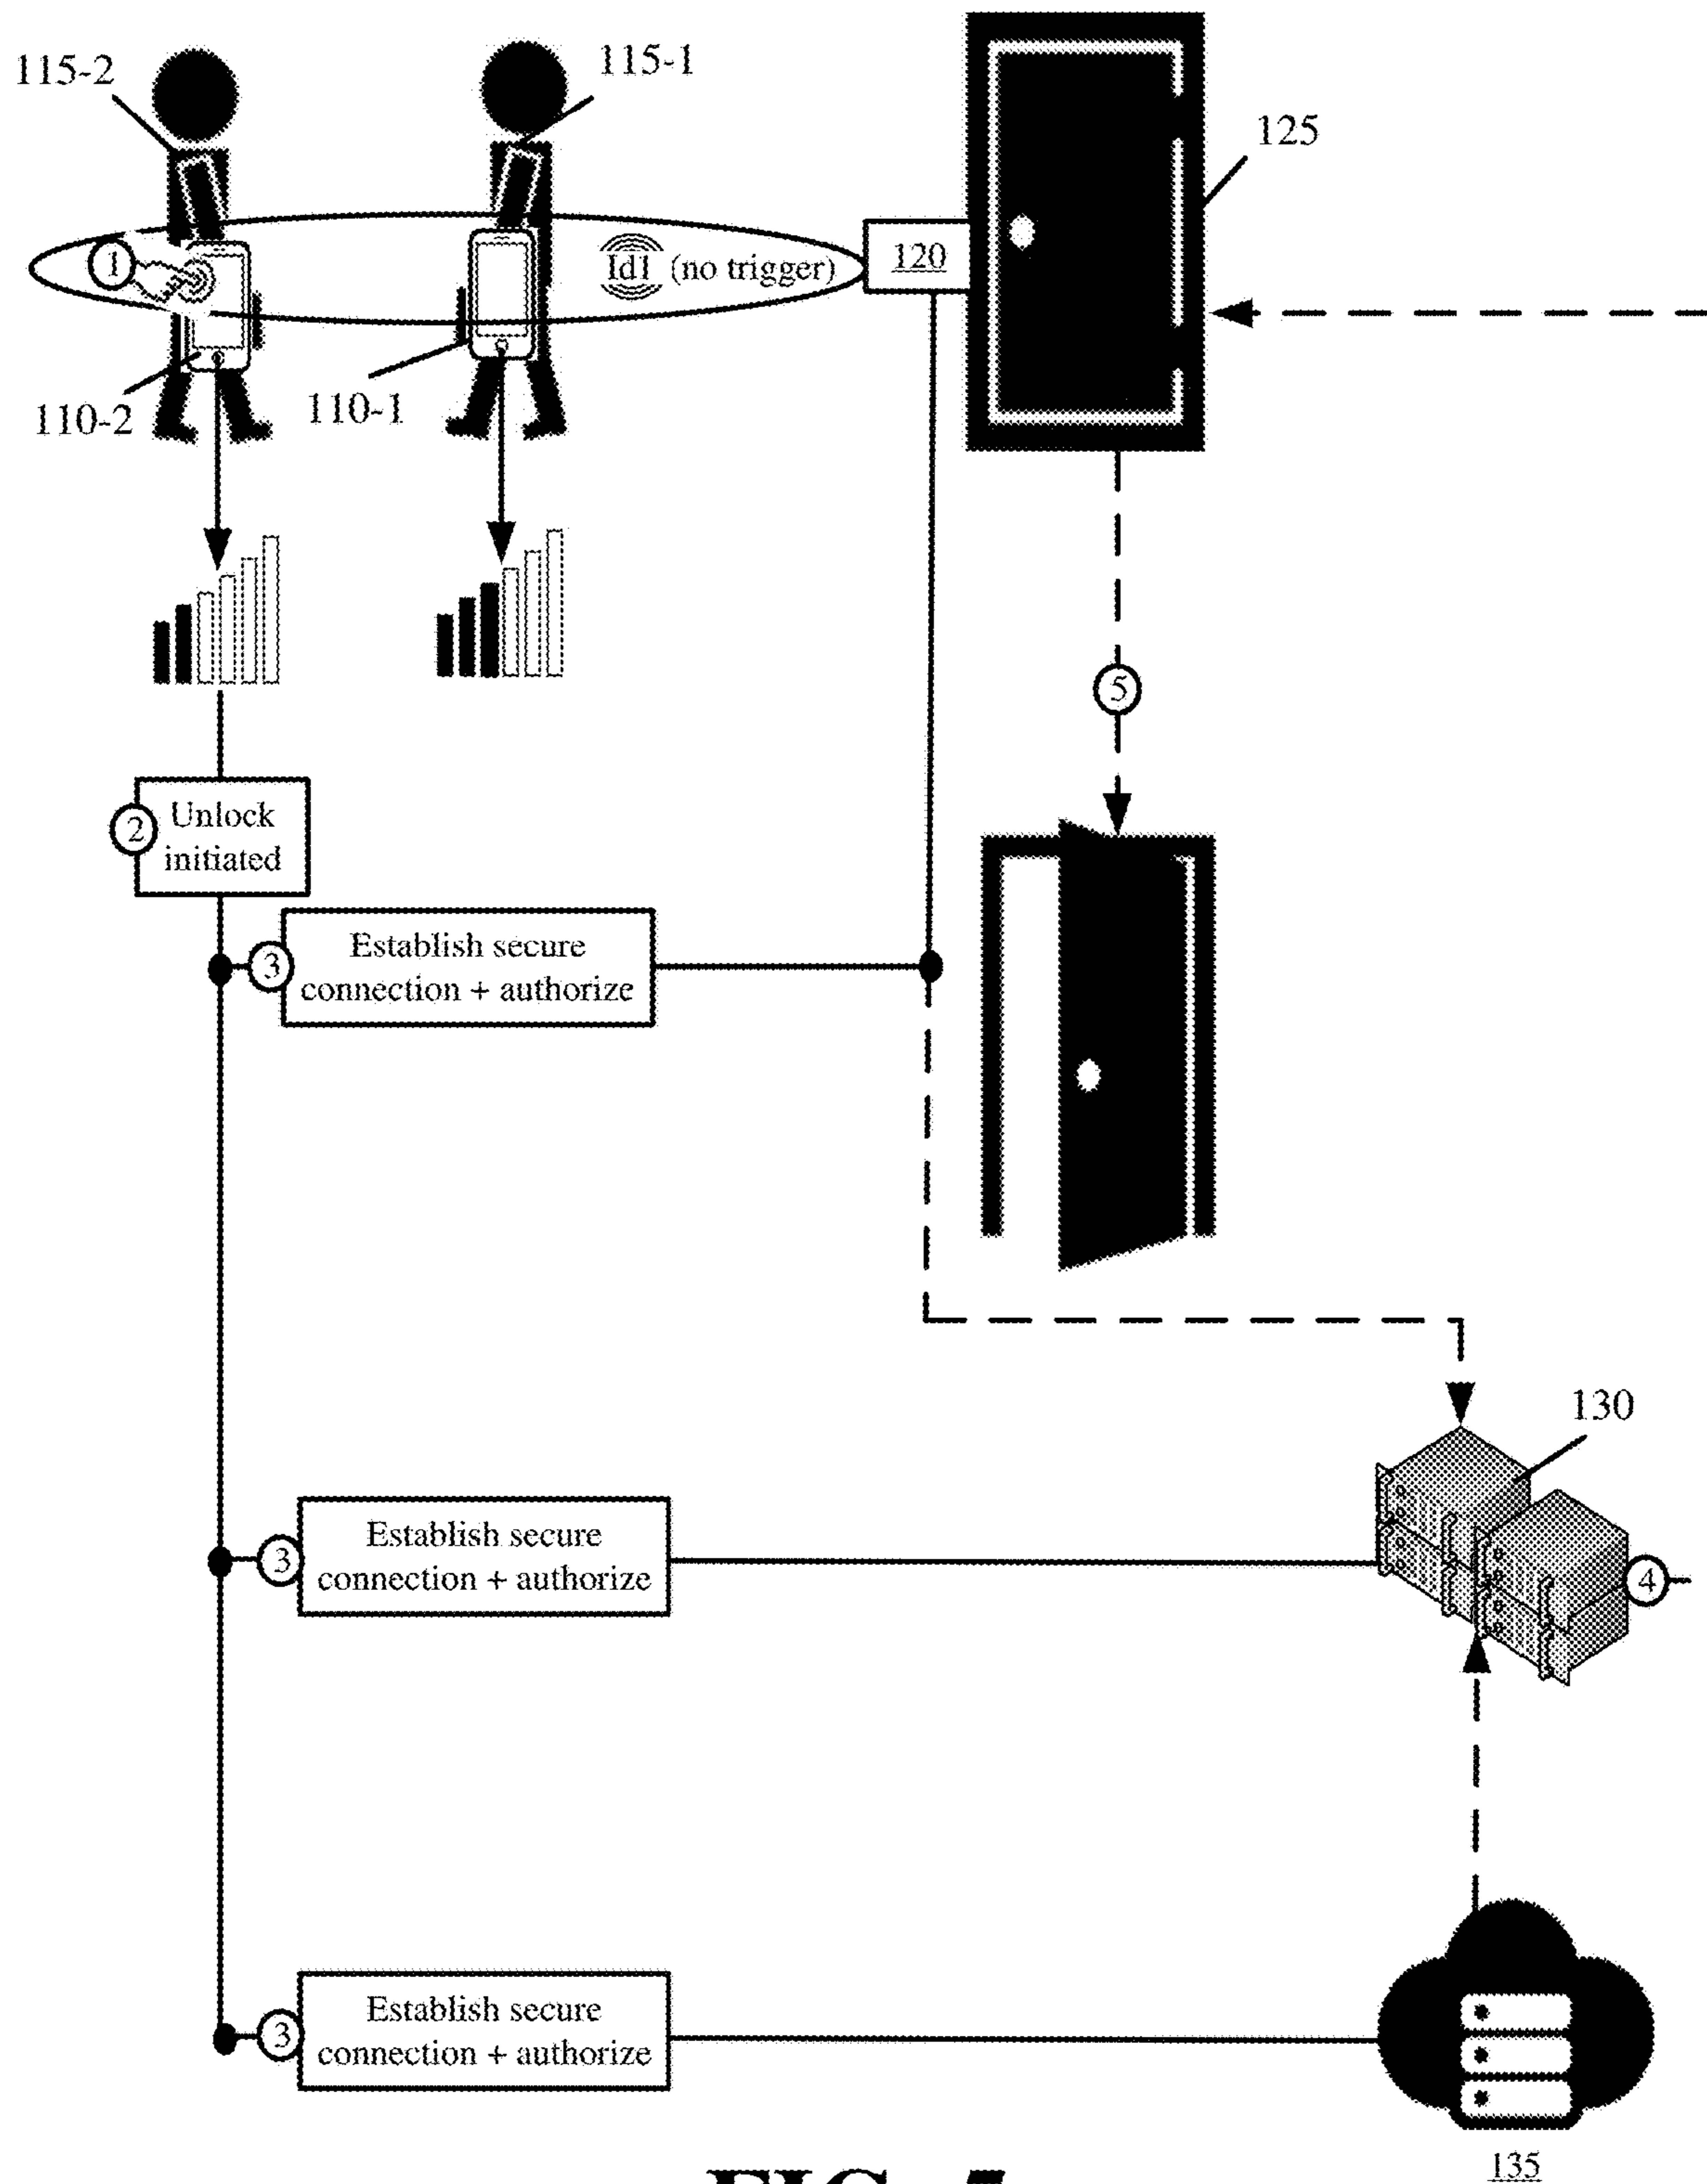 115-2
115-1
125
1
IdI (no trigger)
120
110-2
110-1
5
2
Unlock
initiated
3
Establish secure
connection + authorize
130
3
Establish secure
connection + authorize
4
3
Establish secure
connection + authorize
135